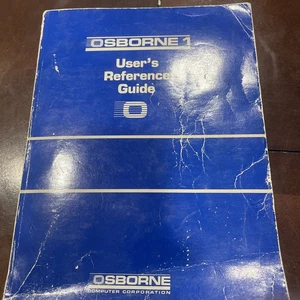 OSBORNE 1
User's
Reference
Guide
O
OSBORNE
COMPUTER CORPORATION